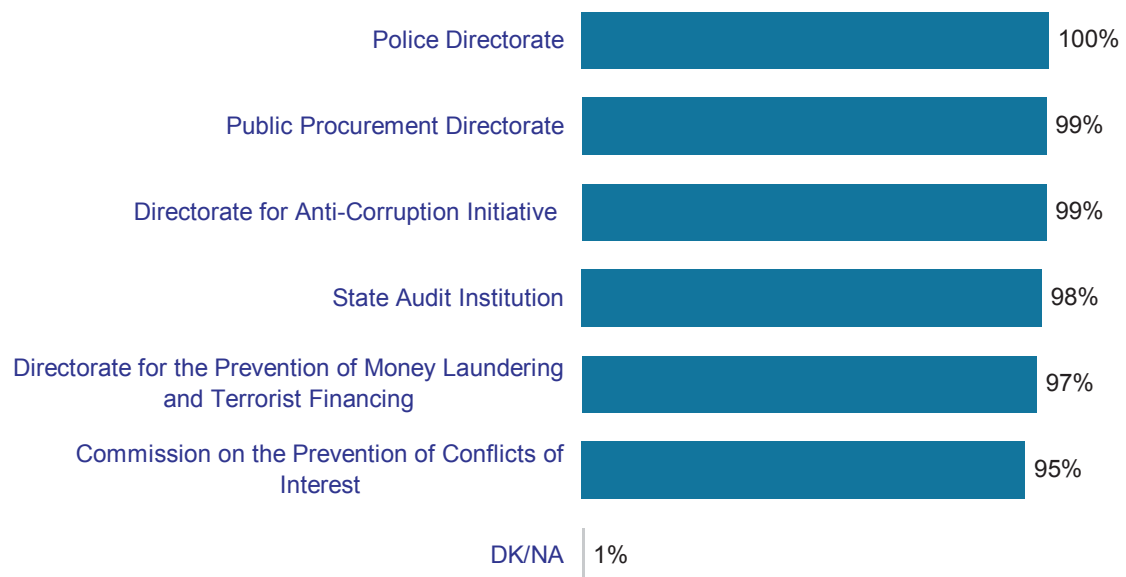 Police Directorate 100%
Public Procurement Directorate 99%
Directorate for Anti-Corruption Initiative 99%
State Audit Institution 98%
Directorate for the Prevention of Money Laundering
and Terrorist Financing 97%
Commission on the Prevention of Conflicts of
Interest 95%
DK/NA 1%